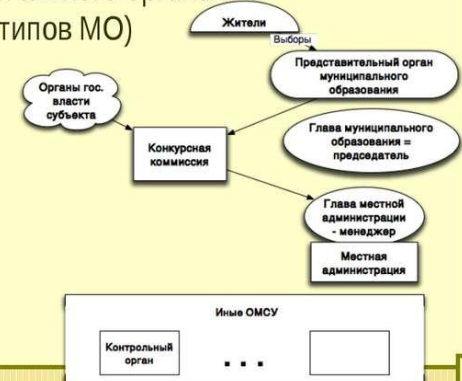 типов МО)
Жители
Выборы
Представительный орган
муниципального
образования
Органы гос.
власти
субъекта
Глава муниципального
образования =
председатель
Конкурсная
коммиссия
Глава местной
администрации
- менеджер
Местная
администрация
Иные ОМСУ
Контрольный
орган
. . .